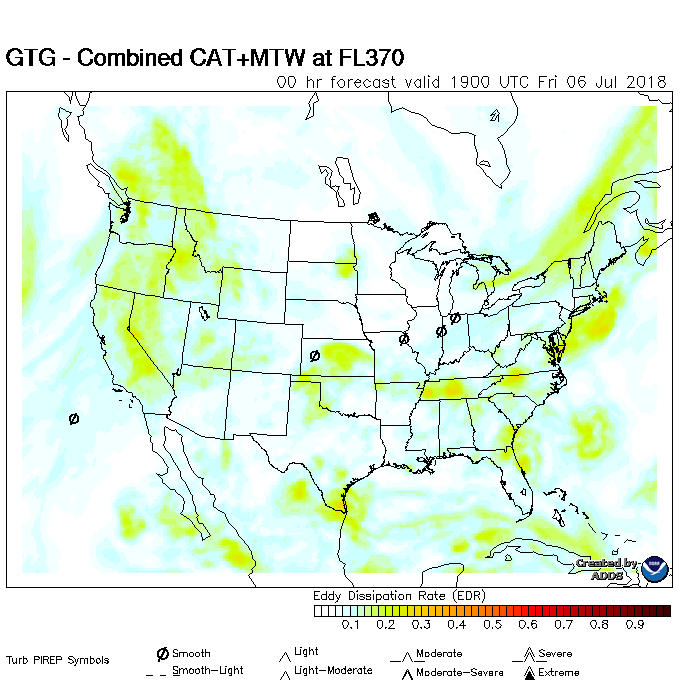 GTG - Combined CAT+MTW at FL370
00 hr forecast valid 1900 UTC Fri 06 Jul 2018
Created by
ADDS
Eddy Dissipation Rate (EDR)
0.1 0.2 0.3 0.4 0.5 0.6 0.7 0.8 0.9
Turb PIREP Symbols
Smooth
Light
Moderate
Severe
Smooth-Light
Light-Moderate
Moderate-Severe
Extreme